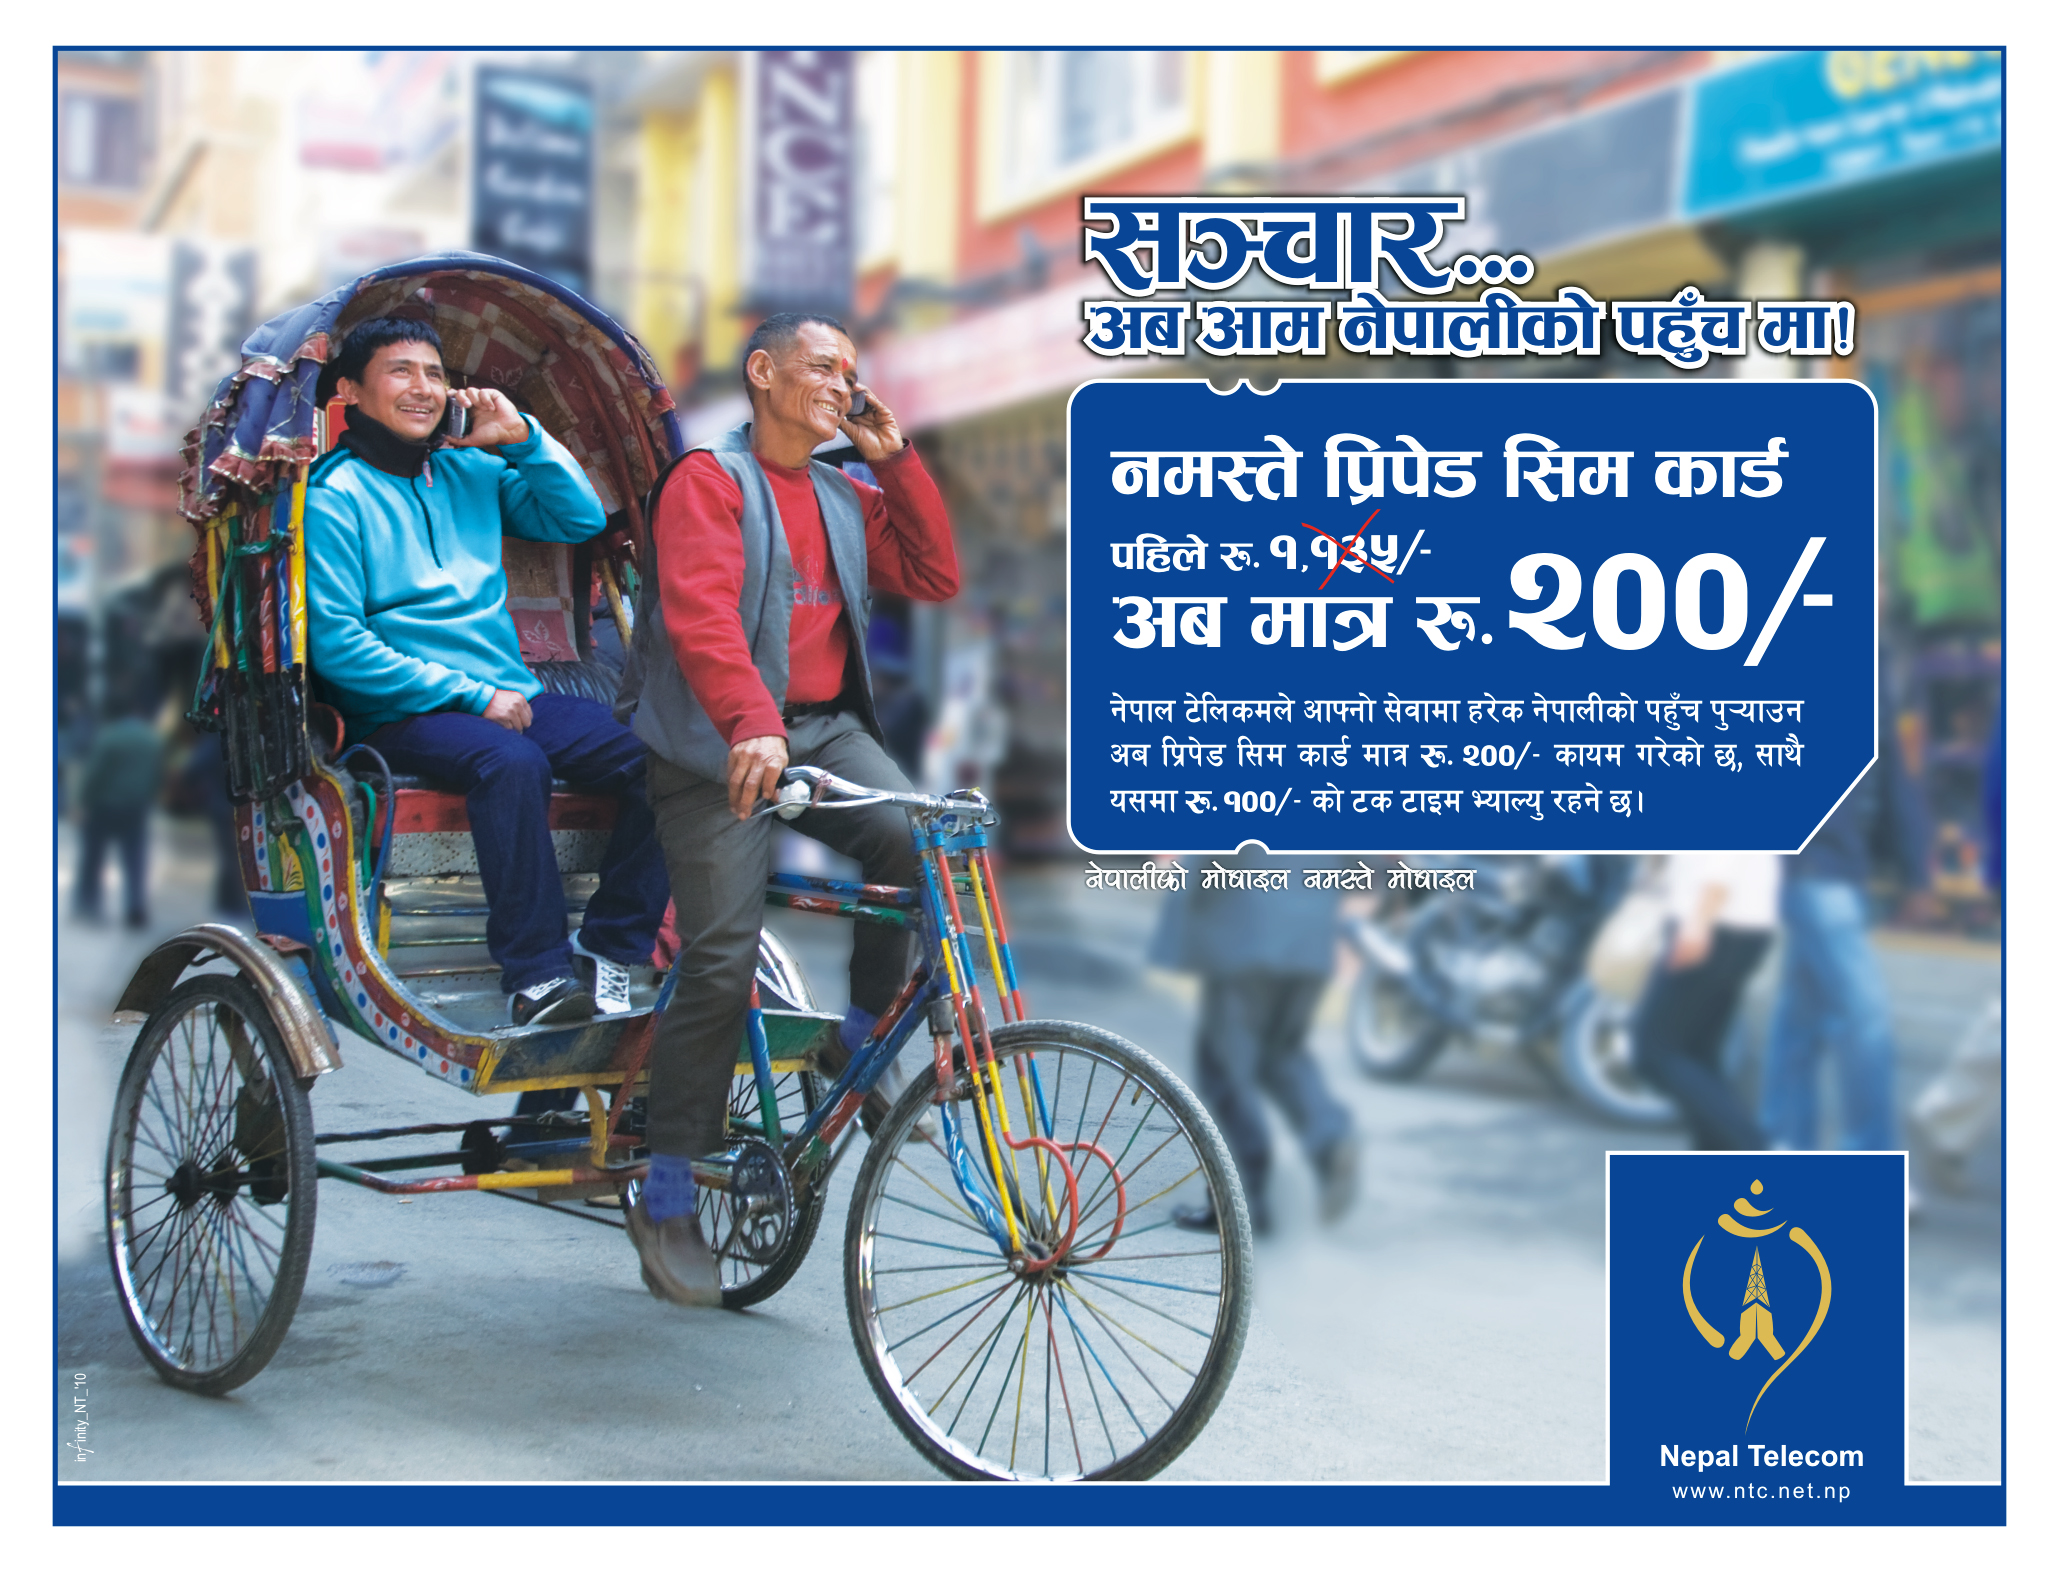 सञ्चार...
अब आम नेपालीको पहुँच मा!
नमस्ते प्रिपेड सिम कार्ड
पहिले रू. १,१३५/-
अब मात्र रू. २००/-
नेपाल टेलिकमले आफ्नो सेवामा हरेक नेपालीको पहुँच पुर्‍याउन
अब प्रिपेड सिम कार्ड मात्र रू. २००/- कायम गरेको छ, साथै
यसमा रू. १००/- को टक टाइम भ्याल्यु रहने छ।
नेपालीको मोबाइल नमस्ते मोबाइल
Nepal Telecom
www.ntc.net.np
infinity_NT_'10